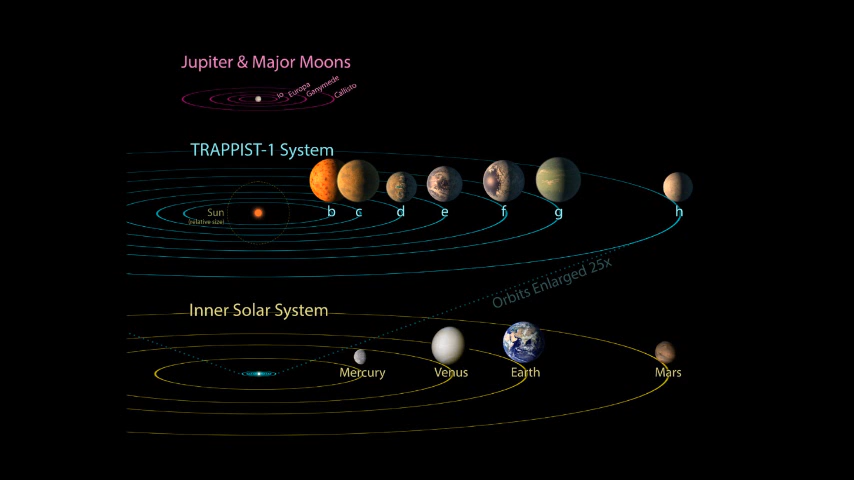 Jupiter & Major Moons
Io
Europa
Ganymede
Callisto
TRAPPIST-1 System
Sun
(relative size)
b c d e f g h
Orbits Enlarged 25x
Inner Solar System
Mercury Venus Earth Mars